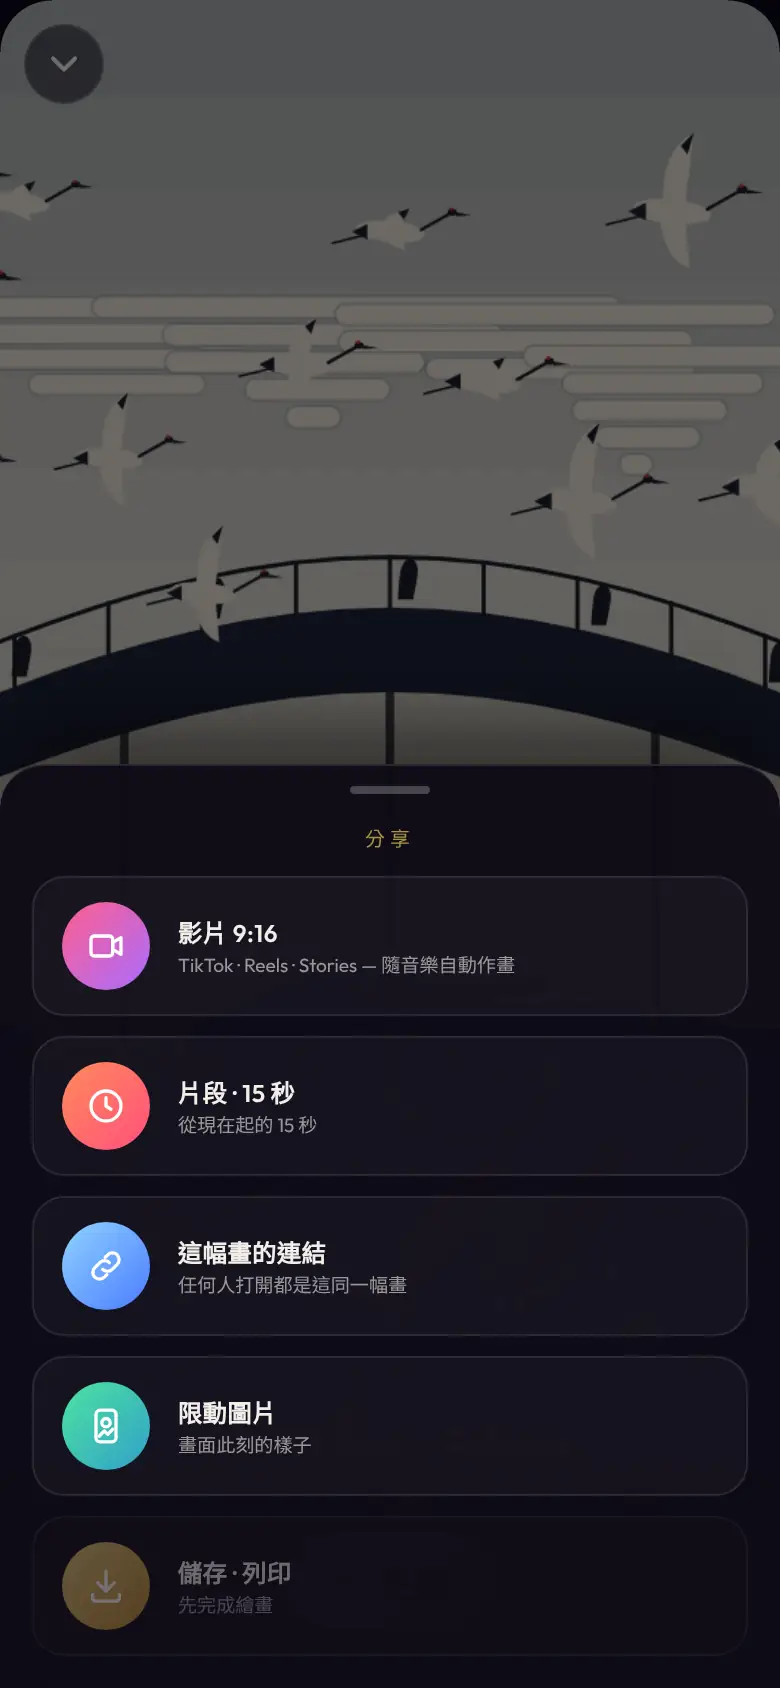 分享
影片 9:16
TikTok · Reels · Stories — 隨音樂自動作畫
片段 · 15 秒
從現在起的 15 秒
這幅畫的連結
任何人打開都是這同一幅畫
限動圖片
畫面此刻的樣子
儲存 · 列印
先完成繪畫